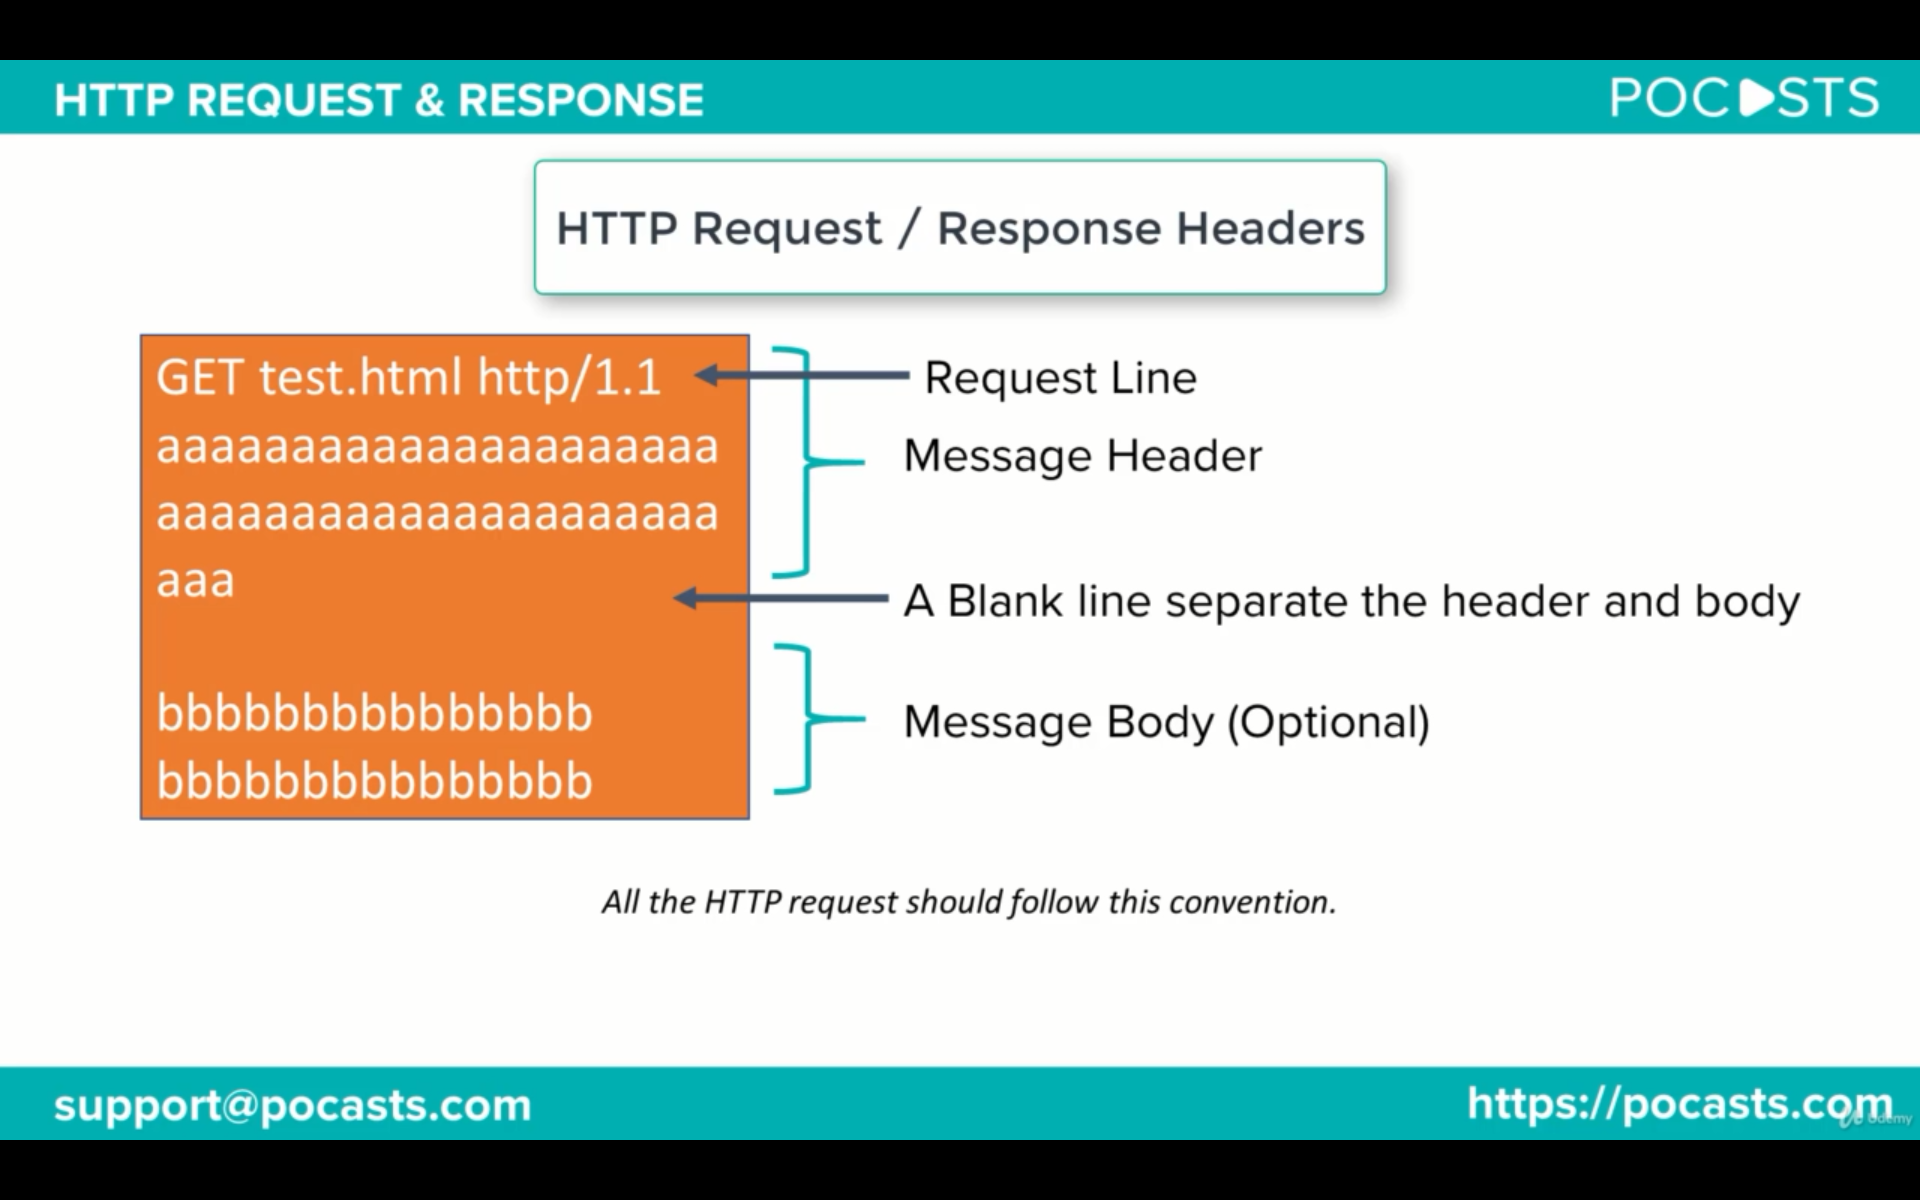 HTTP REQUEST & RESPONSE
POCASTS
HTTP Request / Response Headers
GET test.html http/1.1
aaaaaaaaaaaaaaaaaaaaa
aaaaaaaaaaaaaaaaaaaaa
aaa
bbbbbbbbbbbbbbb
bbbbbbbbbbbbbbb
Request Line
Message Header
A Blank line separate the header and body
Message Body (Optional)
All the HTTP request should follow this convention.
support@pocasts.com
https://pocasts.com
Udemy